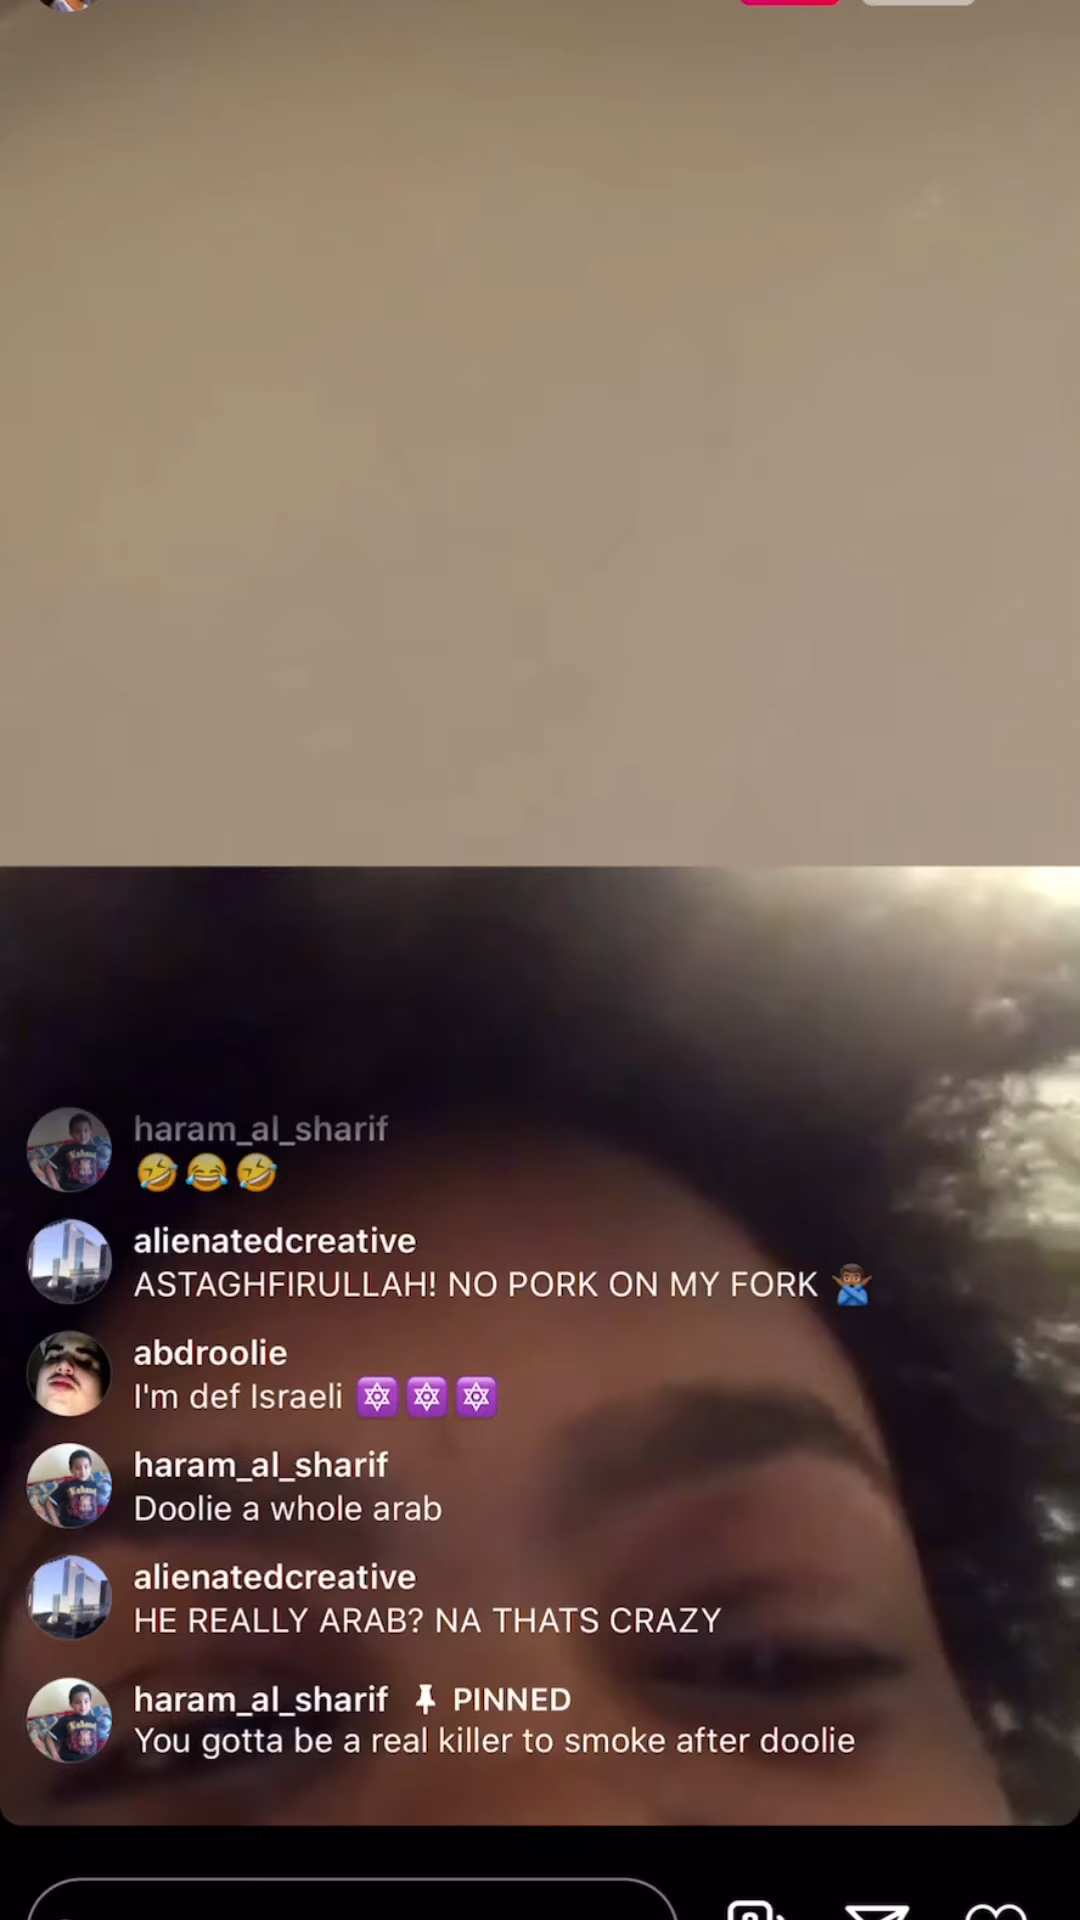 haram_al_sharif
🤣😂🤣
alienatedcreative
ASTAGHFIRULLAH! NO PORK ON MY FORK 🙅🏾‍♂️
abdroolie
I'm def Israeli 🔯🔯🔯
haram_al_sharif
Doolie a whole arab
alienatedcreative
HE REALLY ARAB? NA THATS CRAZY
haram_al_sharif 📌 PINNED
You gotta be a real killer to smoke after doolie